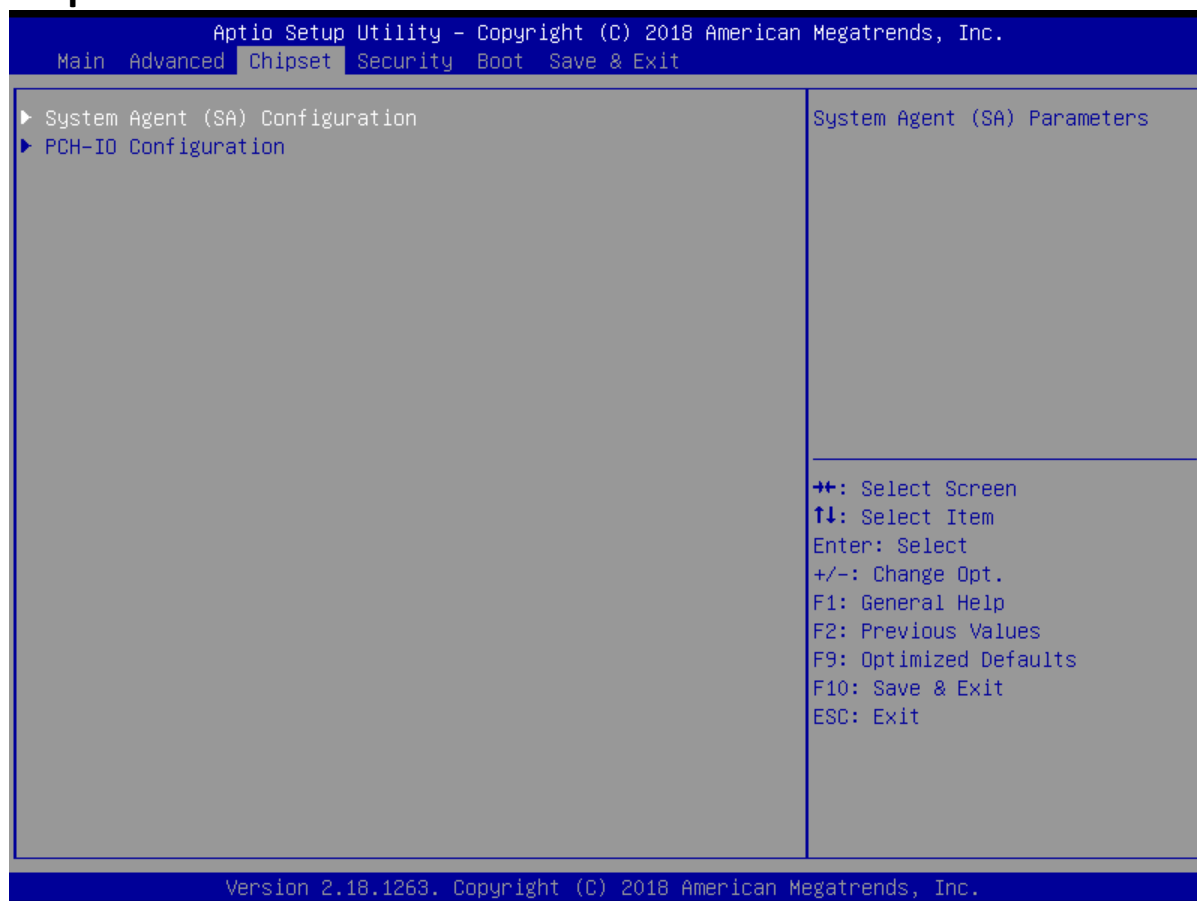 Aptio Setup Utility – Copyright (C) 2018 American Megatrends, Inc.
Main Advanced Chipset Security Boot Save & Exit
▶ System Agent (SA) Configuration
▶ PCH-IO Configuration
System Agent (SA) Parameters
→←: Select Screen
↑↓: Select Item
Enter: Select
+/-: Change Opt.
F1: General Help
F2: Previous Values
F9: Optimized Defaults
F10: Save & Exit
ESC: Exit
Version 2.18.1263. Copyright (C) 2018 American Megatrends, Inc.